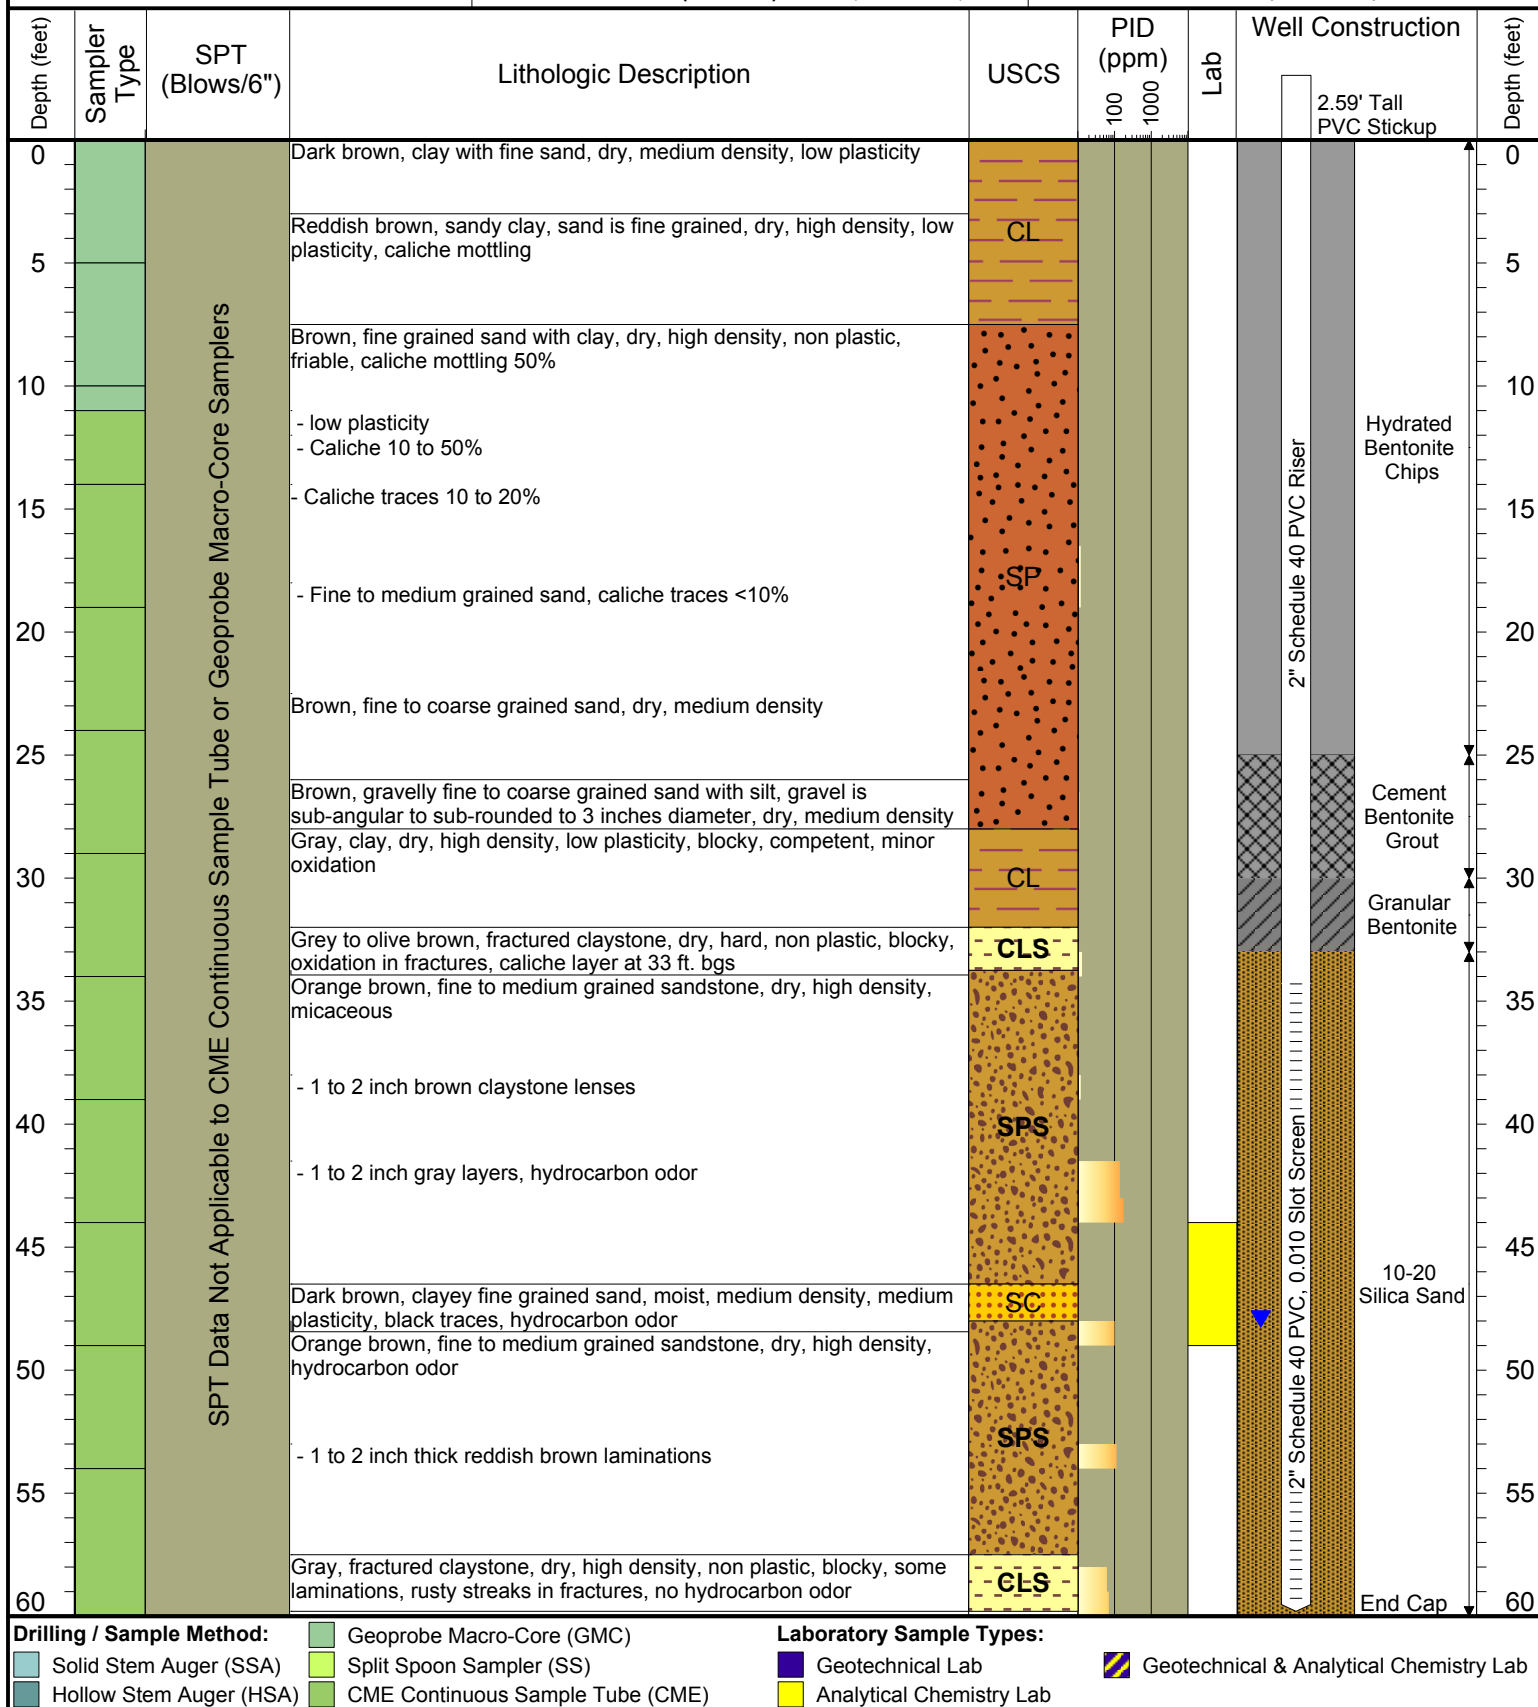 Depth (feet)
Sampler
Type
SPT
(Blows/6")
Lithologic Description
USCS
PID
(ppm)
100
1000
Lab
Well Construction
2.59' Tall
PVC Stickup
Depth (feet)
0
5
10
15
20
25
30
35
40
45
50
55
60
SPT Data Not Applicable to CME Continuous Sample Tube or Geoprobe Macro-Core Samplers
Dark brown, clay with fine sand, dry, medium density, low plasticity
Reddish brown, sandy clay, sand is fine grained, dry, high density, low
plasticity, caliche mottling
Brown, fine grained sand with clay, dry, high density, non plastic,
friable, caliche mottling 50%
- low plasticity
- Caliche 10 to 50%
- Caliche traces 10 to 20%
- Fine to medium grained sand, caliche traces <10%
Brown, fine to coarse grained sand, dry, medium density
Brown, gravelly fine to coarse grained sand with silt, gravel is
sub-angular to sub-rounded to 3 inches diameter, dry, medium density
Gray, clay, dry, high density, low plasticity, blocky, competent, minor
oxidation
Grey to olive brown, fractured claystone, dry, hard, non plastic, blocky,
oxidation in fractures, caliche layer at 33 ft. bgs
Orange brown, fine to medium grained sandstone, dry, high density,
micaceous
- 1 to 2 inch brown claystone lenses
- 1 to 2 inch gray layers, hydrocarbon odor
Dark brown, clayey fine grained sand, moist, medium density, medium
plasticity, black traces, hydrocarbon odor
Orange brown, fine to medium grained sandstone, dry, high density,
hydrocarbon odor
- 1 to 2 inch thick reddish brown laminations
Gray, fractured claystone, dry, high density, non plastic, blocky, some
laminations, rusty streaks in fractures, no hydrocarbon odor
CL
SP
CL
CLS
SPS
SC
SPS
CLS
2" Schedule 40 PVC Riser
2" Schedule 40 PVC, 0.010 Slot Screen
Hydrated
Bentonite
Chips
Cement
Bentonite
Grout
Granular
Bentonite
10-20
Silica Sand
End Cap
0
5
10
15
20
25
30
35
40
45
50
55
60
Drilling / Sample Method:
Solid Stem Auger (SSA)
Hollow Stem Auger (HSA)
Geoprobe Macro-Core (GMC)
Split Spoon Sampler (SS)
CME Continuous Sample Tube (CME)
Laboratory Sample Types:
Geotechnical Lab
Analytical Chemistry Lab
Geotechnical & Analytical Chemistry Lab